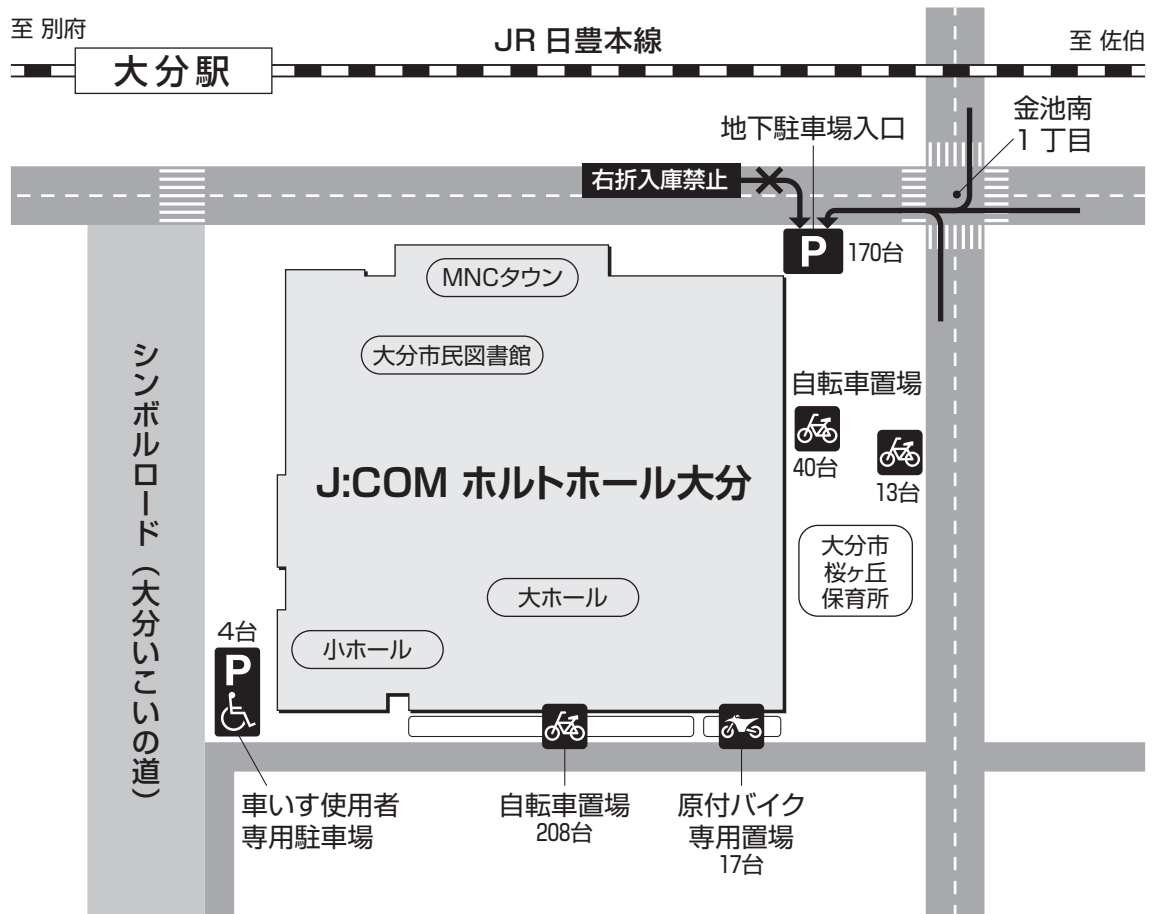 至 別府
JR 日豊本線
至 佐伯
大分駅
地下駐車場入口
金池南
1 丁目
右折入庫禁止
P
170台
MNCタウン
大分市民図書館
自転車置場
40台
13台
J:COM ホルトホール大分
シンボルロード（大分いこいの道）
大分市
桜ヶ丘
保育所
大ホール
小ホール
4台
P
車いす使用者
専用駐車場
自転車置場
208台
原付バイク
専用置場
17台